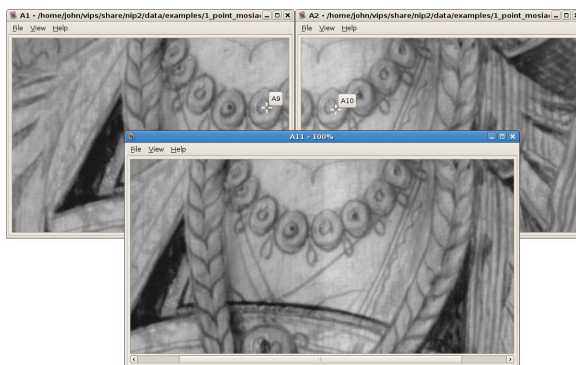 A1 - /home/john/vips/share/nip2/data/examples/1_point_mosiac
File View Help
A9
A2 - /home/john/vips/share/nip2/data/examples/1_point_mosiac
File View Help
A10
A11 - 100%
File View Help